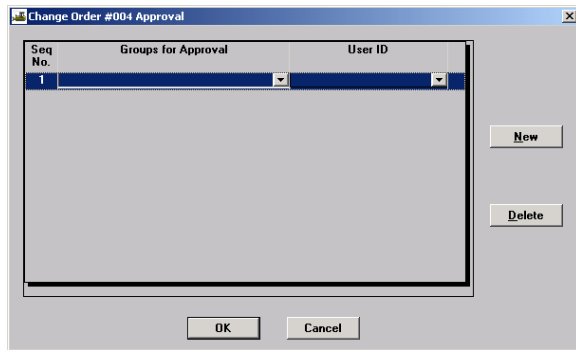 Change Order #004 Approval
Seq No. Groups for Approval User ID
1
New
Delete
OK Cancel